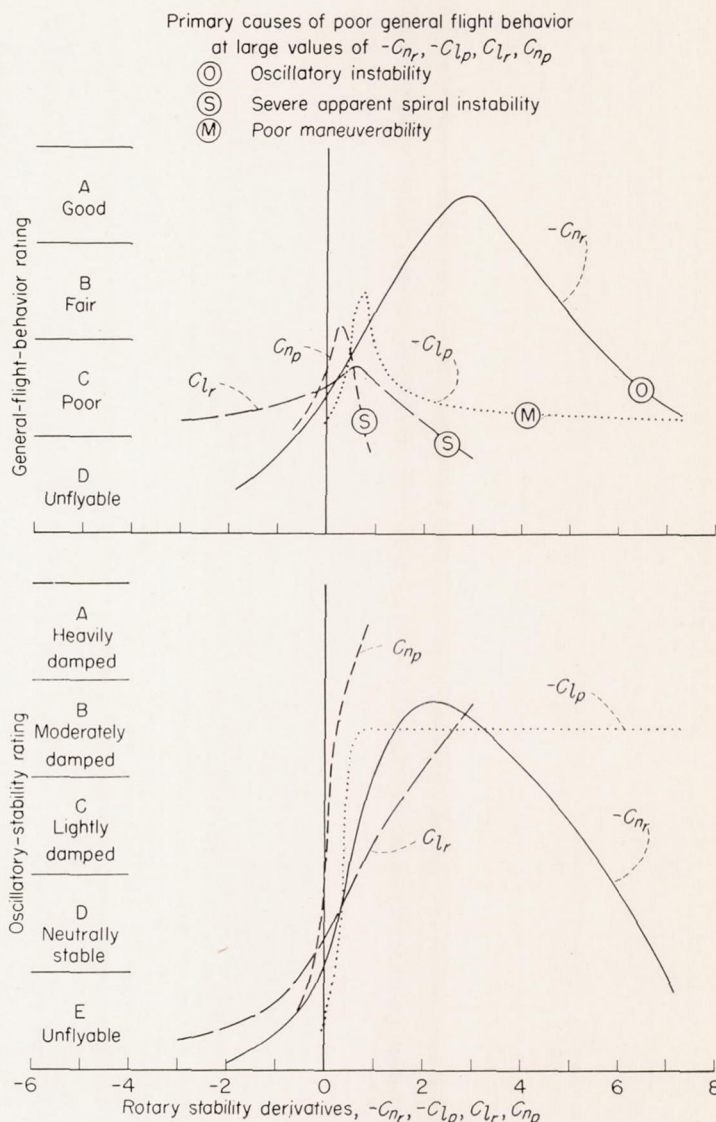 Primary causes of poor general flight behavior
at large values of -Cnr, -Clp, Clr, Cnp
O Oscillatory instability
S Severe apparent spiral instability
M Poor maneuverability
General-flight-behavior rating
A
Good
B
Fair
C
Poor
D
Unflyable
-Cnr
Cnp
-Clp
Clr
O
M
S
S
Oscillatory-stability rating
A
Heavily
damped
B
Moderately
damped
C
Lightly
damped
D
Neutrally
stable
E
Unflyable
Cnp
-Clp
-Cnr
Clr
-6 -4 -2 0 2 4 6 8
Rotary stability derivatives, -Cnr, -Clp, Clr, Cnp